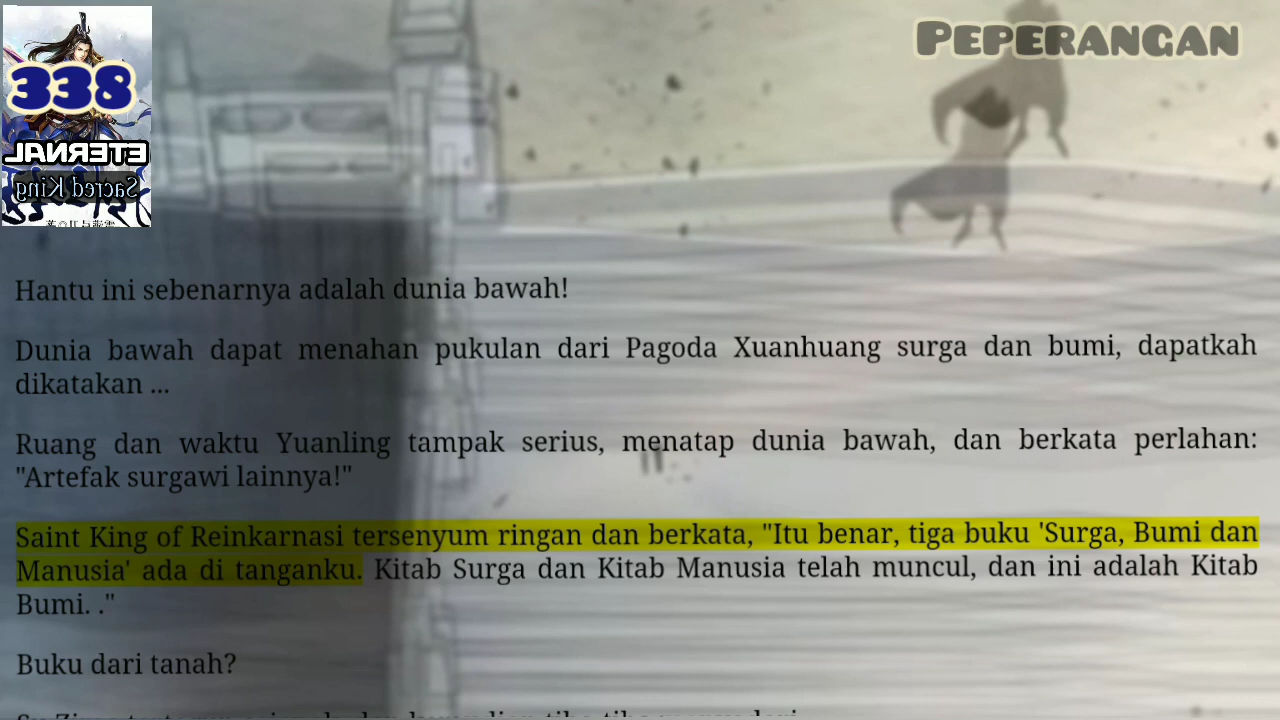 PEPERANGAN
338
ETERNAL
Sacred King
Hantu ini sebenarnya adalah dunia bawah!
Dunia bawah dapat menahan pukulan dari Pagoda Xuanhuang surga dan bumi, dapatkah
dikatakan ...
Ruang dan waktu Yuanling tampak serius, menatap dunia bawah, dan berkata perlahan:
"Artefak surgawi lainnya!"
Saint King of Reinkarnasi tersenyum ringan dan berkata, "Itu benar, tiga buku 'Surga, Bumi dan
Manusia' ada di tanganku. Kitab Surga dan Kitab Manusia telah muncul, dan ini adalah Kitab
Bumi. ."
Buku dari tanah?